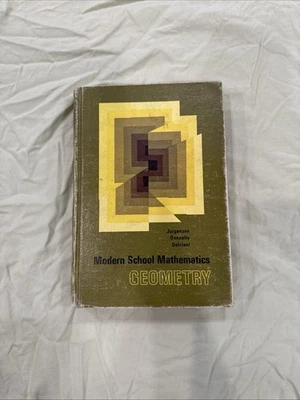 Jurgensen
Donnelly
Dolciani
Modern School Mathematics
GEOMETRY